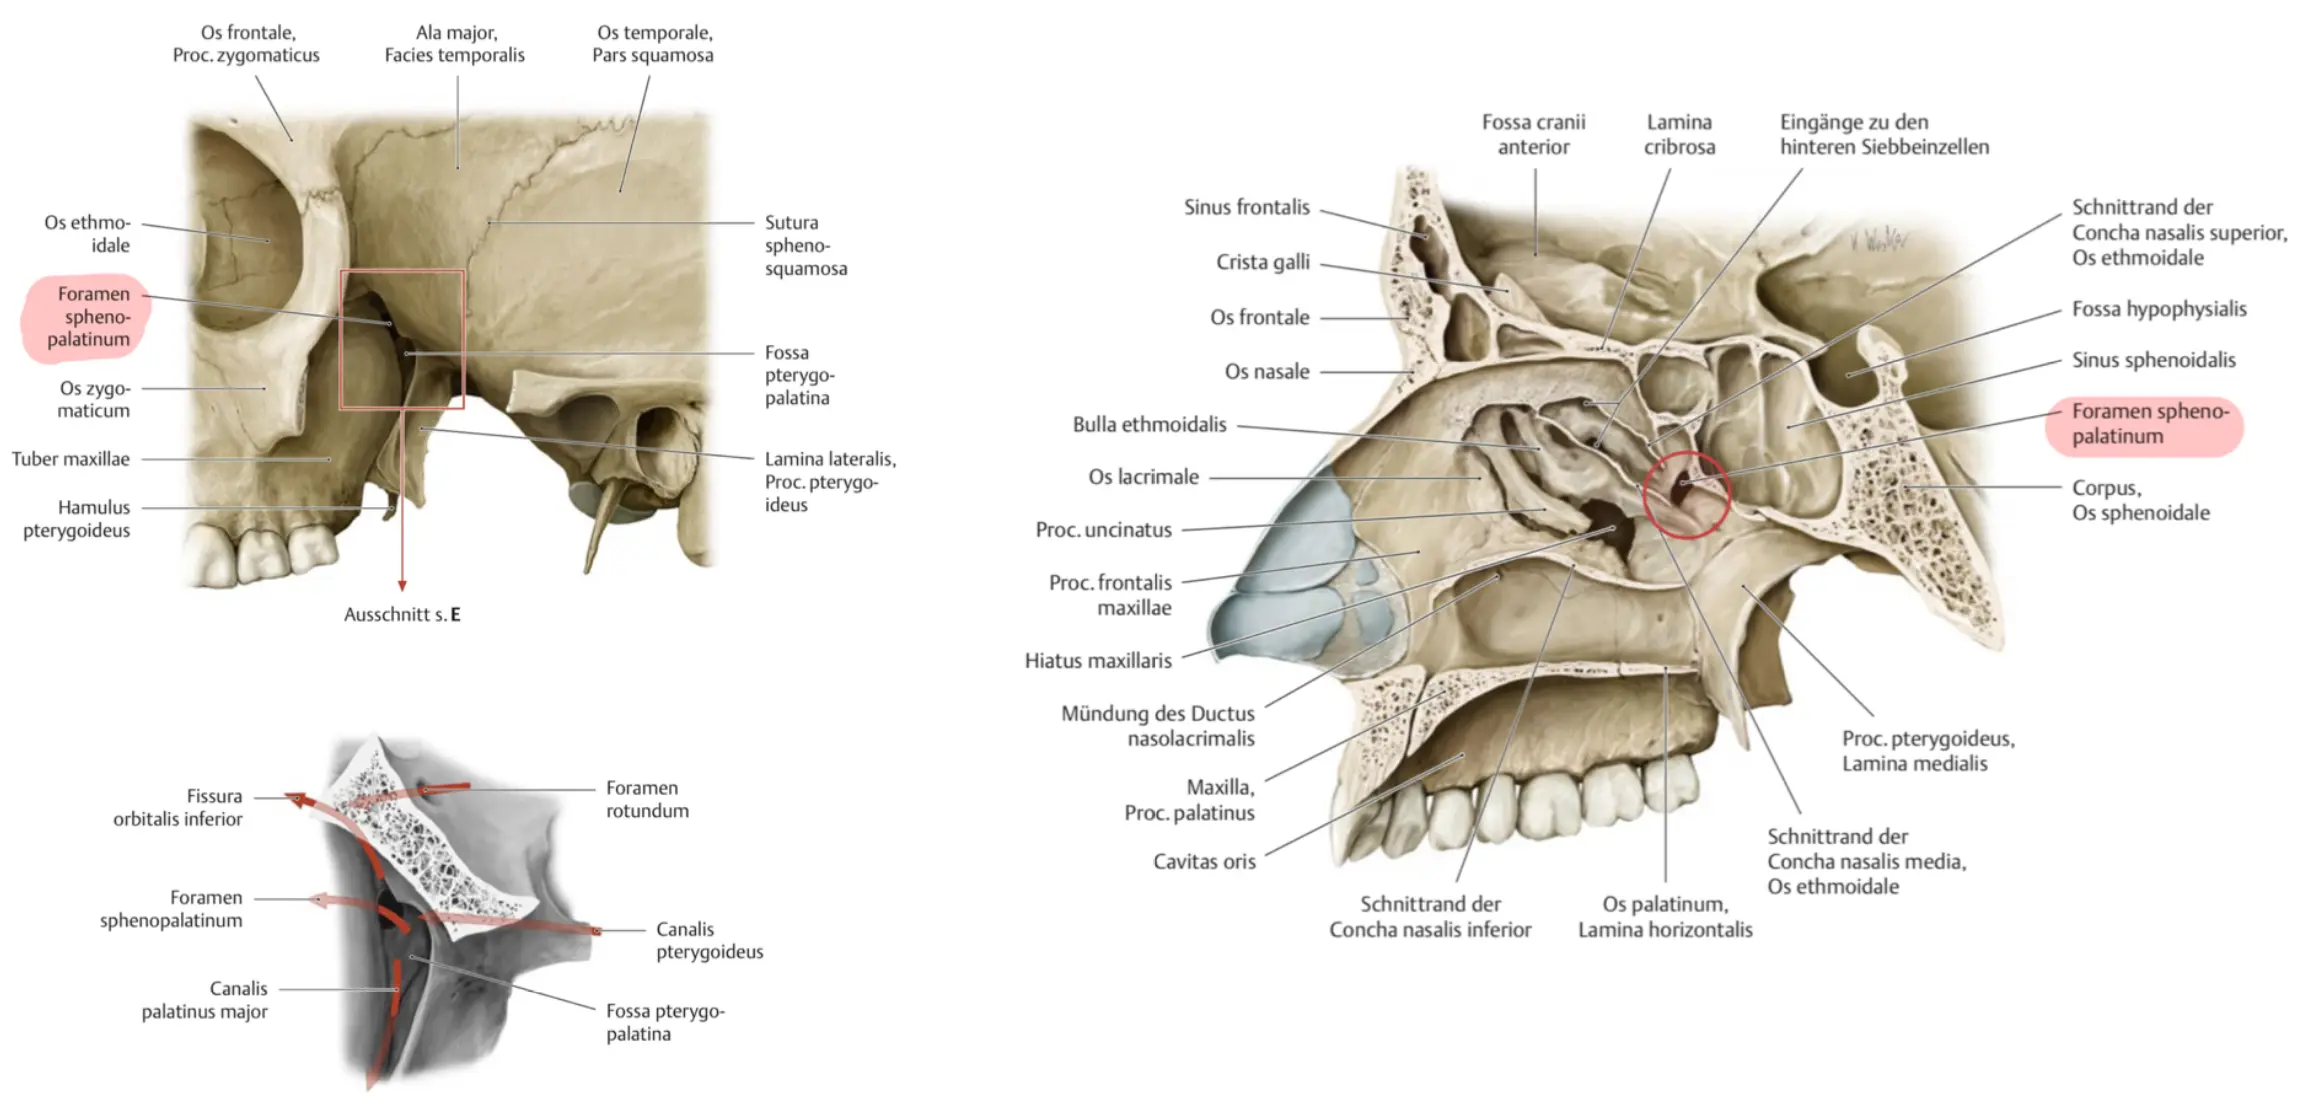 Os frontale,
Proc. zygomaticus
Ala major,
Facies temporalis
Os temporale,
Pars squamosa
Os ethmo-
idale
Foramen
spheno-
palatinum
Os zygo-
maticum
Tuber maxillae
Hamulus
pterygoideus
Sutura
spheno-
squamosa
Fossa
pterygo-
palatina
Lamina lateralis,
Proc. pterygo-
ideus
Ausschnitt s. E
Fissura
orbitalis inferior
Foramen
sphenopalatinum
Canalis
palatinus major
Foramen
rotundum
Canalis
pterygoideus
Fossa pterygo-
palatina
Fossa cranii
anterior
Lamina
cribrosa
Eingänge zu den
hinteren Siebbeinzellen
Sinus frontalis
Crista galli
Os frontale
Os nasale
Bulla ethmoidalis
Os lacrimale
Proc. uncinatus
Proc. frontalis
maxillae
Hiatus maxillaris
Mündung des Ductus
nasolacrimalis
Maxilla,
Proc. palatinus
Cavitas oris
Schnittrand der
Concha nasalis superior,
Os ethmoidale
Fossa hypophysialis
Sinus sphenoidalis
Foramen spheno-
palatinum
Corpus,
Os sphenoidale
Proc. pterygoideus,
Lamina medialis
Schnittrand der
Concha nasalis media,
Os ethmoidale
Schnittrand der
Concha nasalis inferior
Os palatinum,
Lamina horizontalis